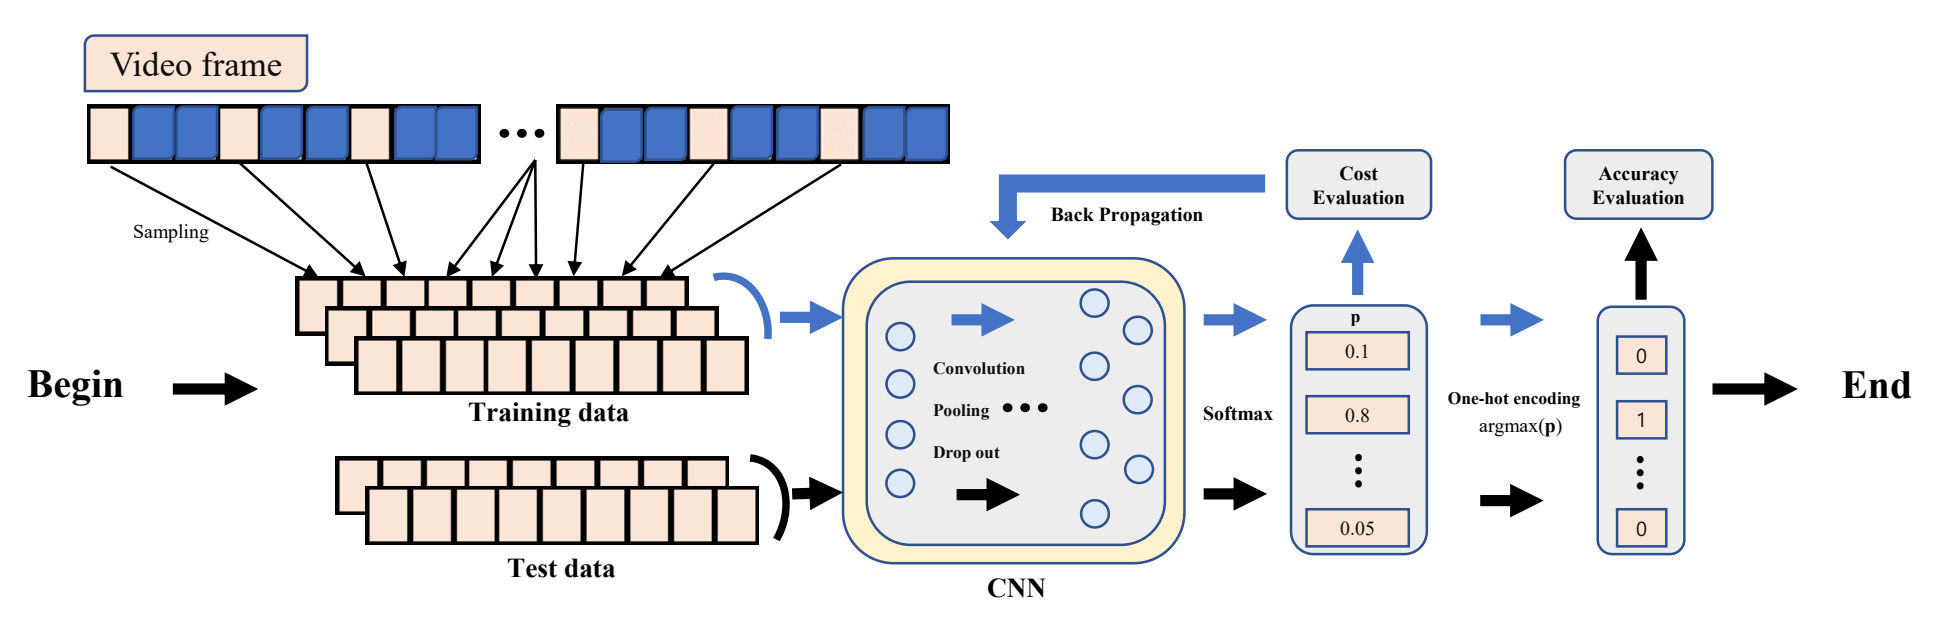 Video frame
Sampling
Begin
Training data
Test data
Convolution
Pooling
Drop out
CNN
Back Propagation
Cost
Evaluation
Softmax
p
0.1
0.8
0.05
One-hot encoding
argmax(p)
Accuracy
Evaluation
0
1
0
End